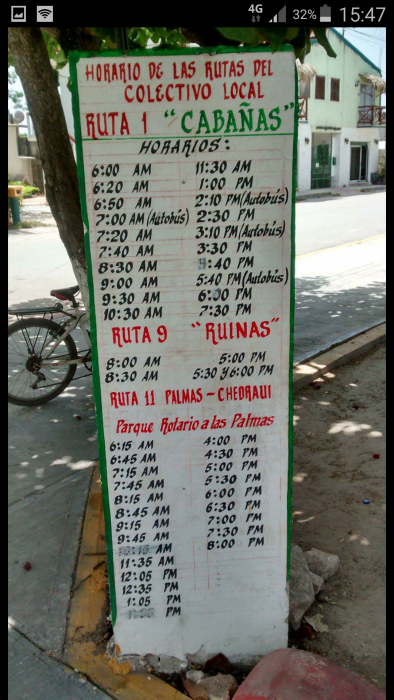 4G 32% 15:47
HORARIO DE LAS RUTAS DEL
COLECTIVO LOCAL
RUTA 1 "CABAÑAS"
HORARIOS:
6:00 AM 11:30 AM
6:20 AM 1:00 PM
6:50 AM 2:10 PM (Autobús)
7:00 AM (Autobús) 2:30 PM
7:20 AM 3:10 PM (Autobús)
7:40 AM 3:30 PM
8:30 AM :40 PM
9:00 AM 5:40 PM (Autobús)
9:30 AM 6:00 PM
10:30 AM 7:30 PM
RUTA 9 "RUINAS"
8:00 AM 5:00 PM
8:30 AM 5:30 Y 6:00 PM
RUTA 11 PALMAS - CHEDRAUI
Parque Rotario a las Palmas
6:15 AM 4:00 PM
6:45 AM 4:30 PM
7:15 AM 5:00 PM
7:45 AM 5:30 PM
8:15 AM 6:00 PM
8:45 AM 6:30 PM
9:15 AM 7:00 PM
9:45 AM 7:30 PM
AM 8:00 PM
11:35 AM
12:05 PM
12:35 PM
1:05 PM
PM